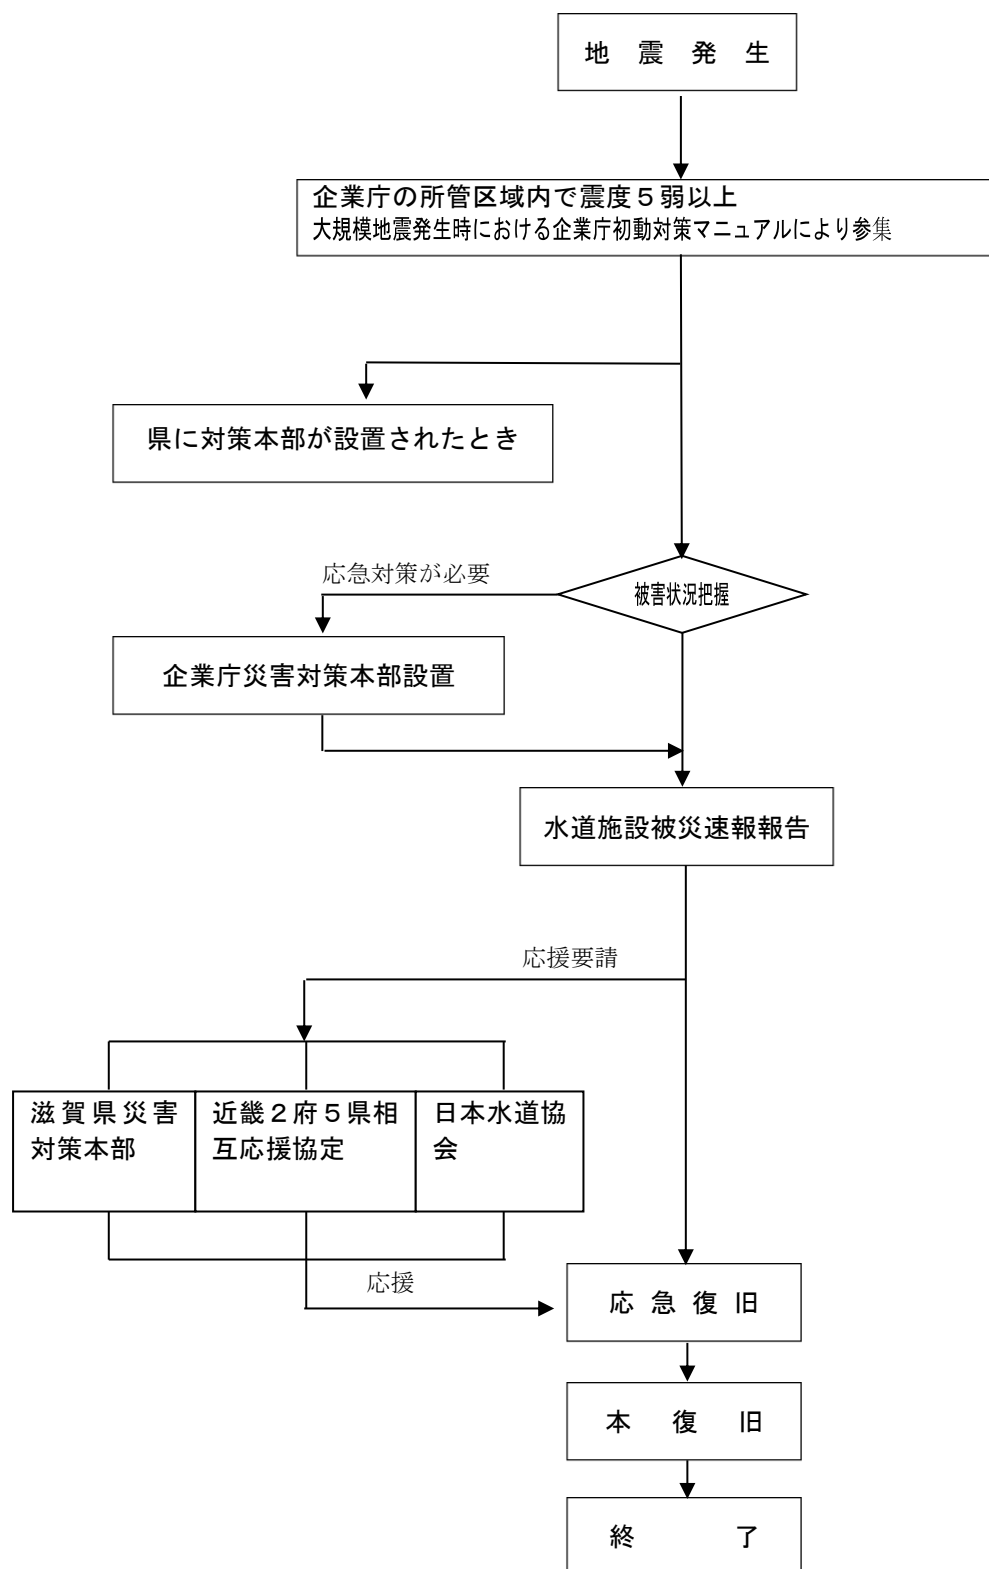 地 震 発 生
企業庁の所管区域内で震度５弱以上
大規模地震発生時における企業庁初動対策マニュアルにより参集
県に対策本部が設置されたとき
応急対策が必要
被害状況把握
企業庁災害対策本部設置
水道施設被災速報報告
応援要請
滋賀県災害
対策本部
近畿２府５県相
互応援協定
日本水道協
会
応援
応 急 復 旧
本 復 旧
終 了